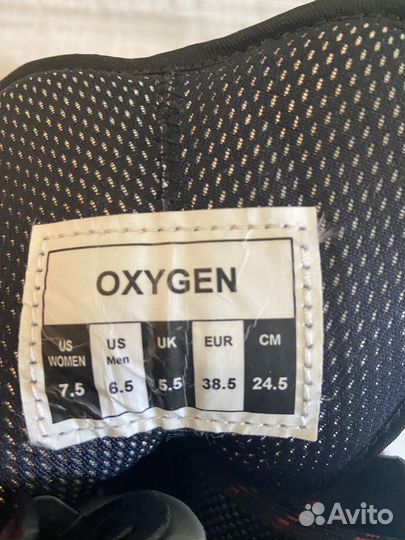 OXYGEN
US WOMEN US Men UK EUR CM
7.5 6.5 5.5 38.5 24.5
Avito